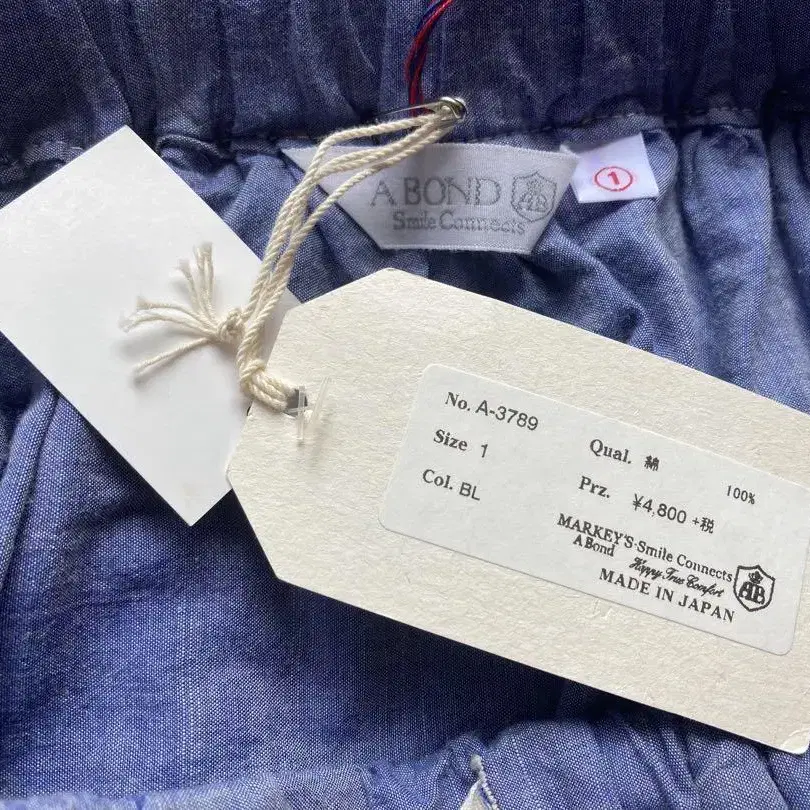 A BOND
Smile Connects
AB
1
No. A-3789
Size 1
Col. BL
Qual. 綿 100%
Prz. ¥4,800 +税
MARKEY'S-Smile Connects
A Bond Happy True Comfort
MADE IN JAPAN
AB